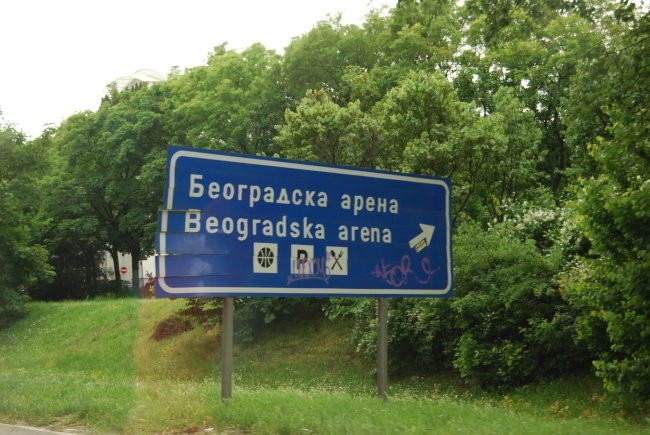 Београдска арена
Beogradska arena
P